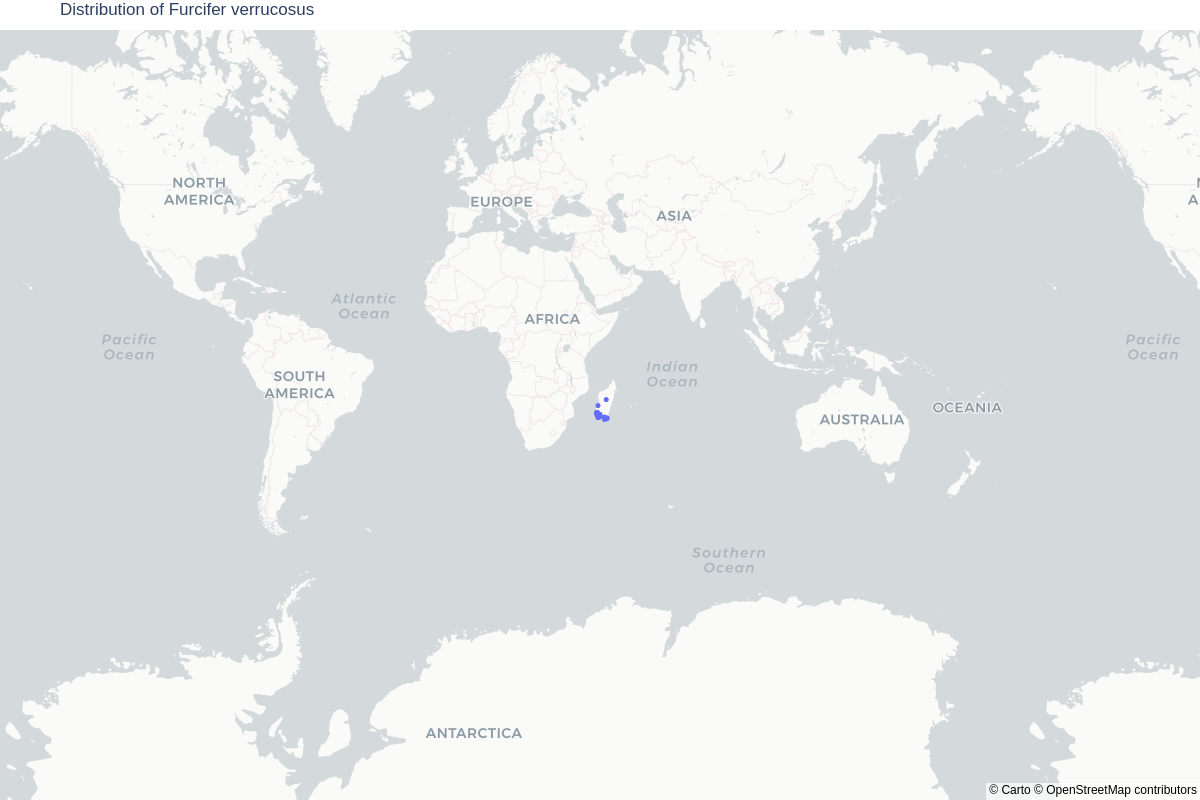 Distribution of Furcifer verrucosus
NORTH
AMERICA
EUROPE
ASIA
N
A
Atlantic
Ocean
AFRICA
Pacific
Ocean
Indian
Ocean
Pacific
Ocean
SOUTH
AMERICA
OCEANIA
AUSTRALIA
Southern
Ocean
ANTARCTICA
© Carto © OpenStreetMap contributors